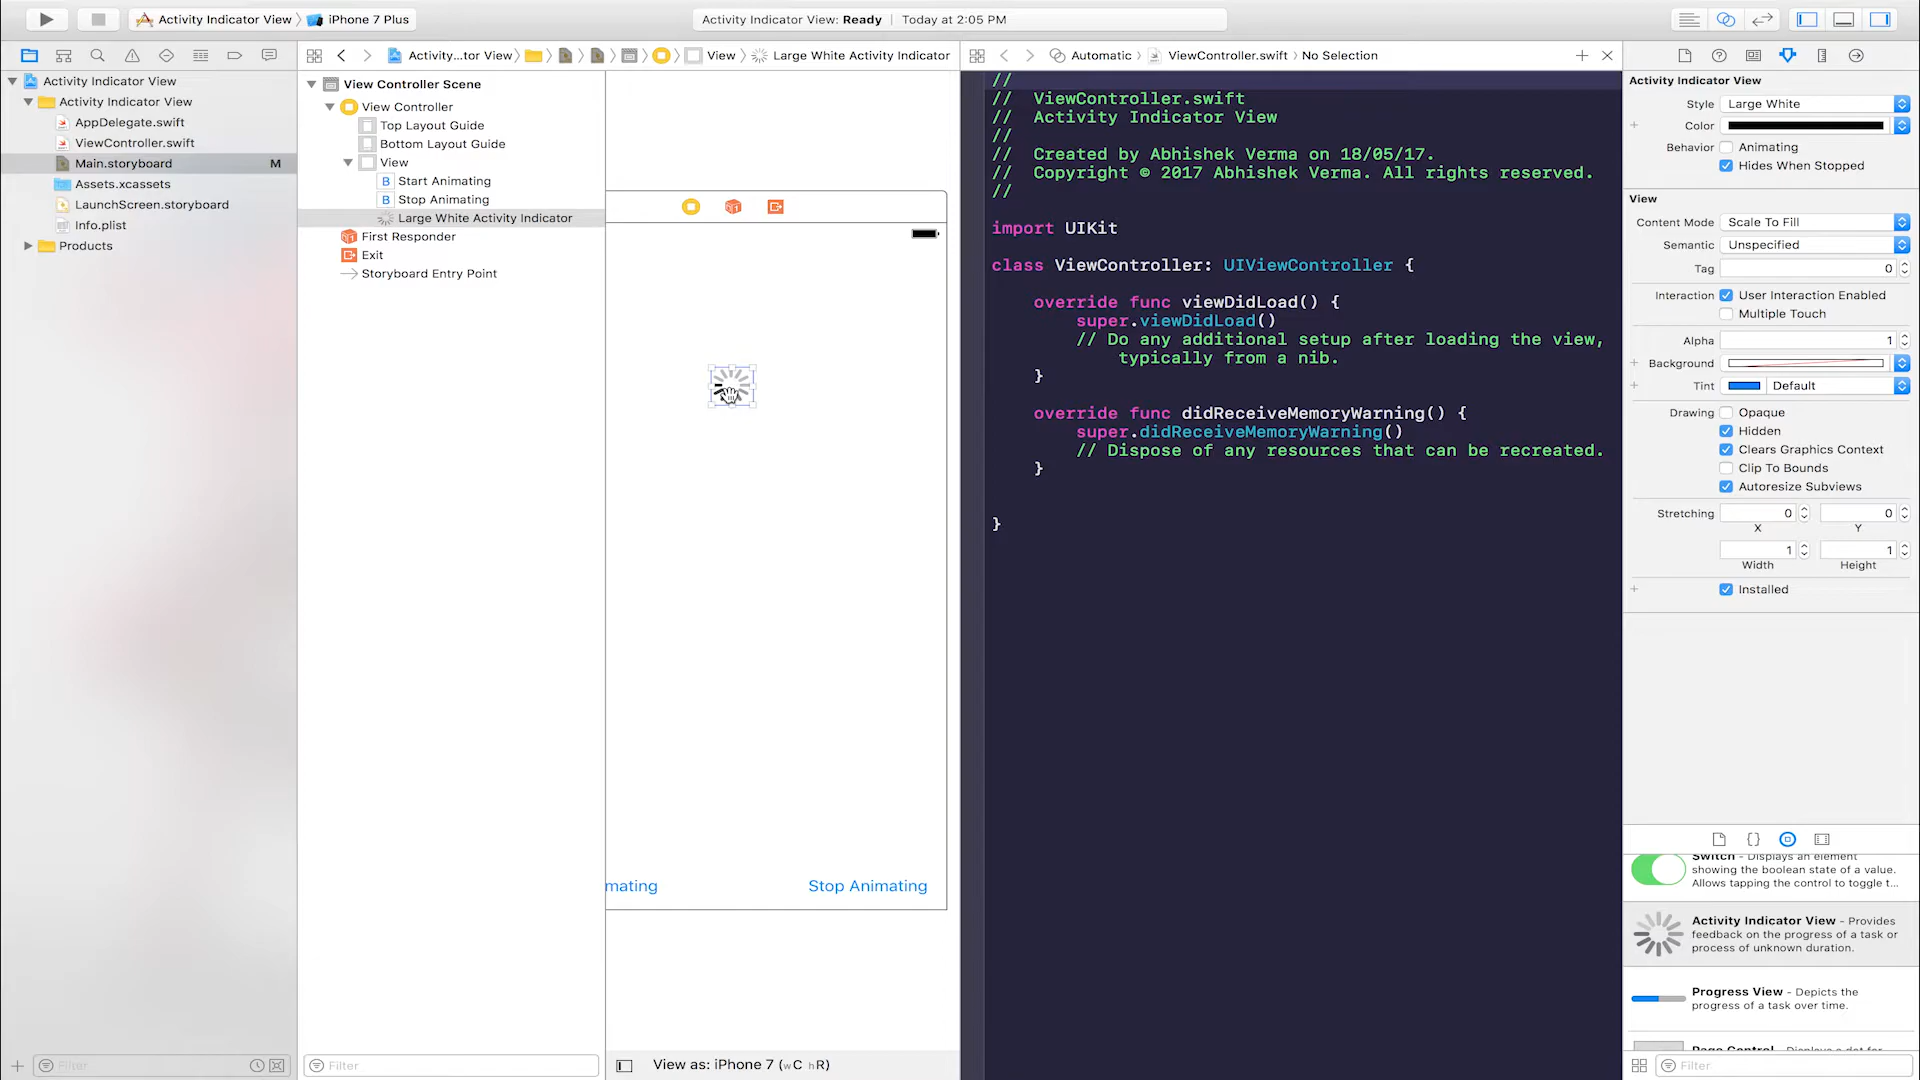 Activity Indicator View
iPhone 7 Plus
Activity Indicator View: Ready
Today at 2:05 PM
Activity Indicator View
Activity Indicator View
AppDelegate.swift
ViewController.swift
Main.storyboard
M
Assets.xcassets
LaunchScreen.storyboard
Info.plist
Products
Filter
Activity...tor View
View
Large White Activity Indicator
View Controller Scene
View Controller
Top Layout Guide
Bottom Layout Guide
View
B Start Animating
B Stop Animating
Large White Activity Indicator
First Responder
Exit
Storyboard Entry Point
Filter
mating
Stop Animating
View as: iPhone 7 (wC hR)
Automatic
ViewController.swift
No Selection
//
//  ViewController.swift
//  Activity Indicator View
//
//  Created by Abhishek Verma on 18/05/17.
//  Copyright © 2017 Abhishek Verma. All rights reserved.
//
import UIKit
class ViewController: UIViewController {
override func viewDidLoad() {
super.viewDidLoad()
// Do any additional setup after loading the view,
typically from a nib.
}
override func didReceiveMemoryWarning() {
super.didReceiveMemoryWarning()
// Dispose of any resources that can be recreated.
}
}
Activity Indicator View
Style Large White
Color
Behavior Animating
Hides When Stopped
View
Content Mode Scale To Fill
Semantic Unspecified
Tag 0
Interaction User Interaction Enabled
Multiple Touch
Alpha 1
Background
Tint Default
Drawing Opaque
Hidden
Clears Graphics Context
Clip To Bounds
Autoresize Subviews
Stretching 0 0
X Y
1 1
Width Height
Installed
{}
Switch - Displays an element
showing the boolean state of a value.
Allows tapping the control to toggle t...
Activity Indicator View - Provides
feedback on the progress of a task or
process of unknown duration.
Progress View - Depicts the
progress of a task over time.
Page Control - Displays a dot for
Filter